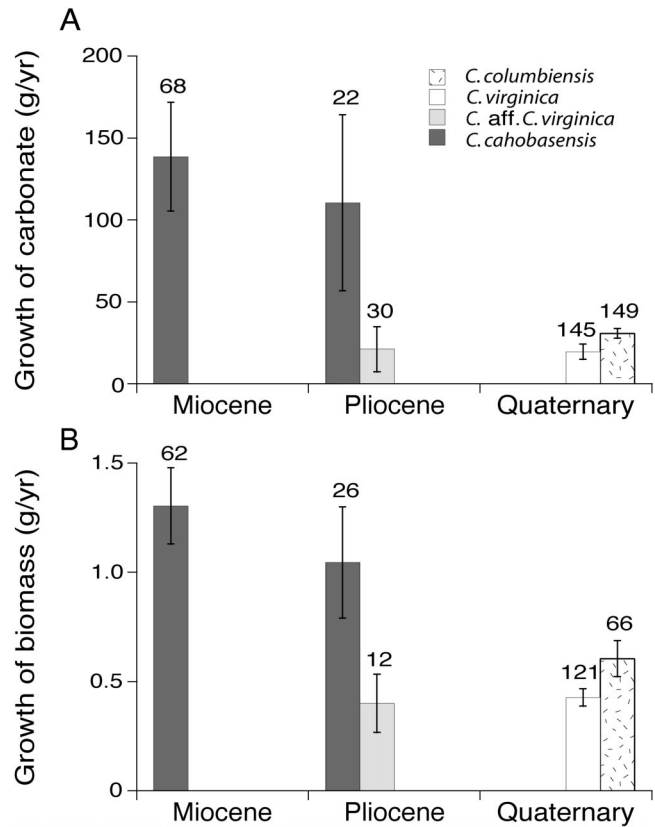 A
Growth of carbonate (g/yr)
200
150
100
50
0
68
22
30
145
149
C. columbiensis
C. virginica
C. aff. C. virginica
C. cahobasensis
Miocene
Pliocene
Quaternary
B
Growth of biomass (g/yr)
1.5
1.0
0.5
0
62
26
12
121
66
Miocene
Pliocene
Quaternary